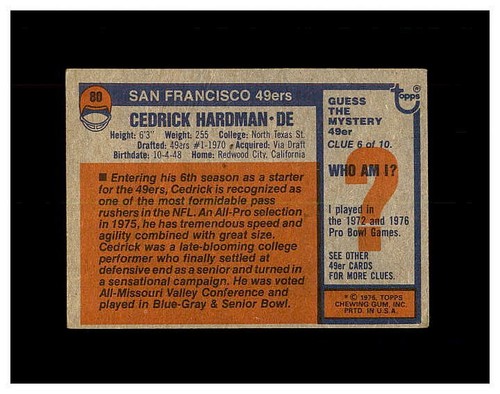 80
SAN FRANCISCO 49ers
CEDRICK HARDMAN•DE
Height: 6'3" Weight: 255 College: North Texas St.
Drafted: 49ers #1-1970 Acquired: Via Draft
Birthdate: 10-4-48 Home: Redwood City, California
■ Entering his 6th season as a starter
for the 49ers, Cedrick is recognized as
one of the most formidable pass
rushers in the NFL. An All-Pro selection
in 1975, he has tremendous speed and
agility combined with great size.
Cedrick was a late-blooming college
performer who finally settled at
defensive end as a senior and turned in
a sensational campaign. He was voted
All-Missouri Valley Conference and
played in Blue-Gray & Senior Bowl.
topps
GUESS
THE
MYSTERY
49er
CLUE 6 of 10.
WHO AM I?
?
I played in
the 1972 and 1976
Pro Bowl Games.
SEE OTHER
49er CARDS
FOR MORE CLUES.
* © 1976, TOPPS
CHEWING GUM, INC.
PRTD. IN U.S.A.